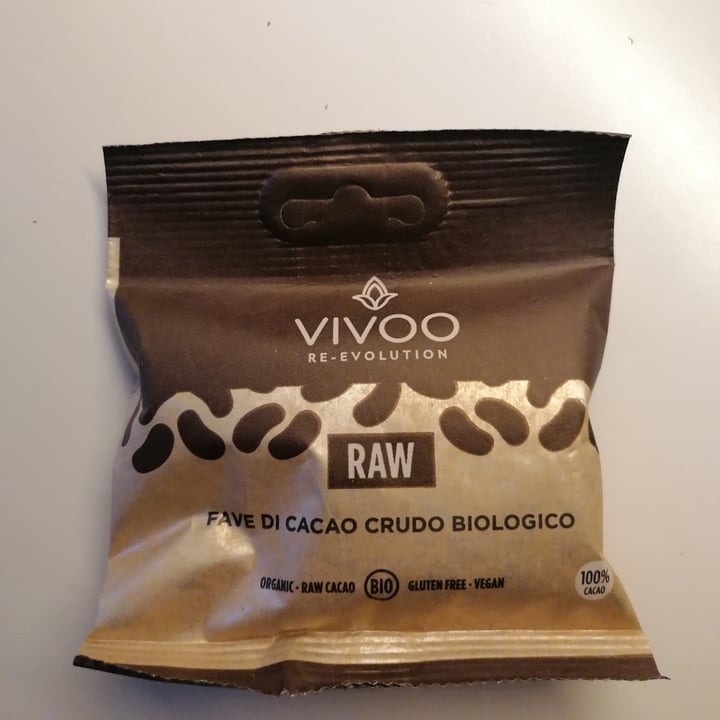 VIVOO
RE-EVOLUTION
RAW
FAVE DI CACAO CRUDO BIOLOGICO
ORGANIC • RAW CACAO BIO GLUTEN FREE • VEGAN
100%
CACAO